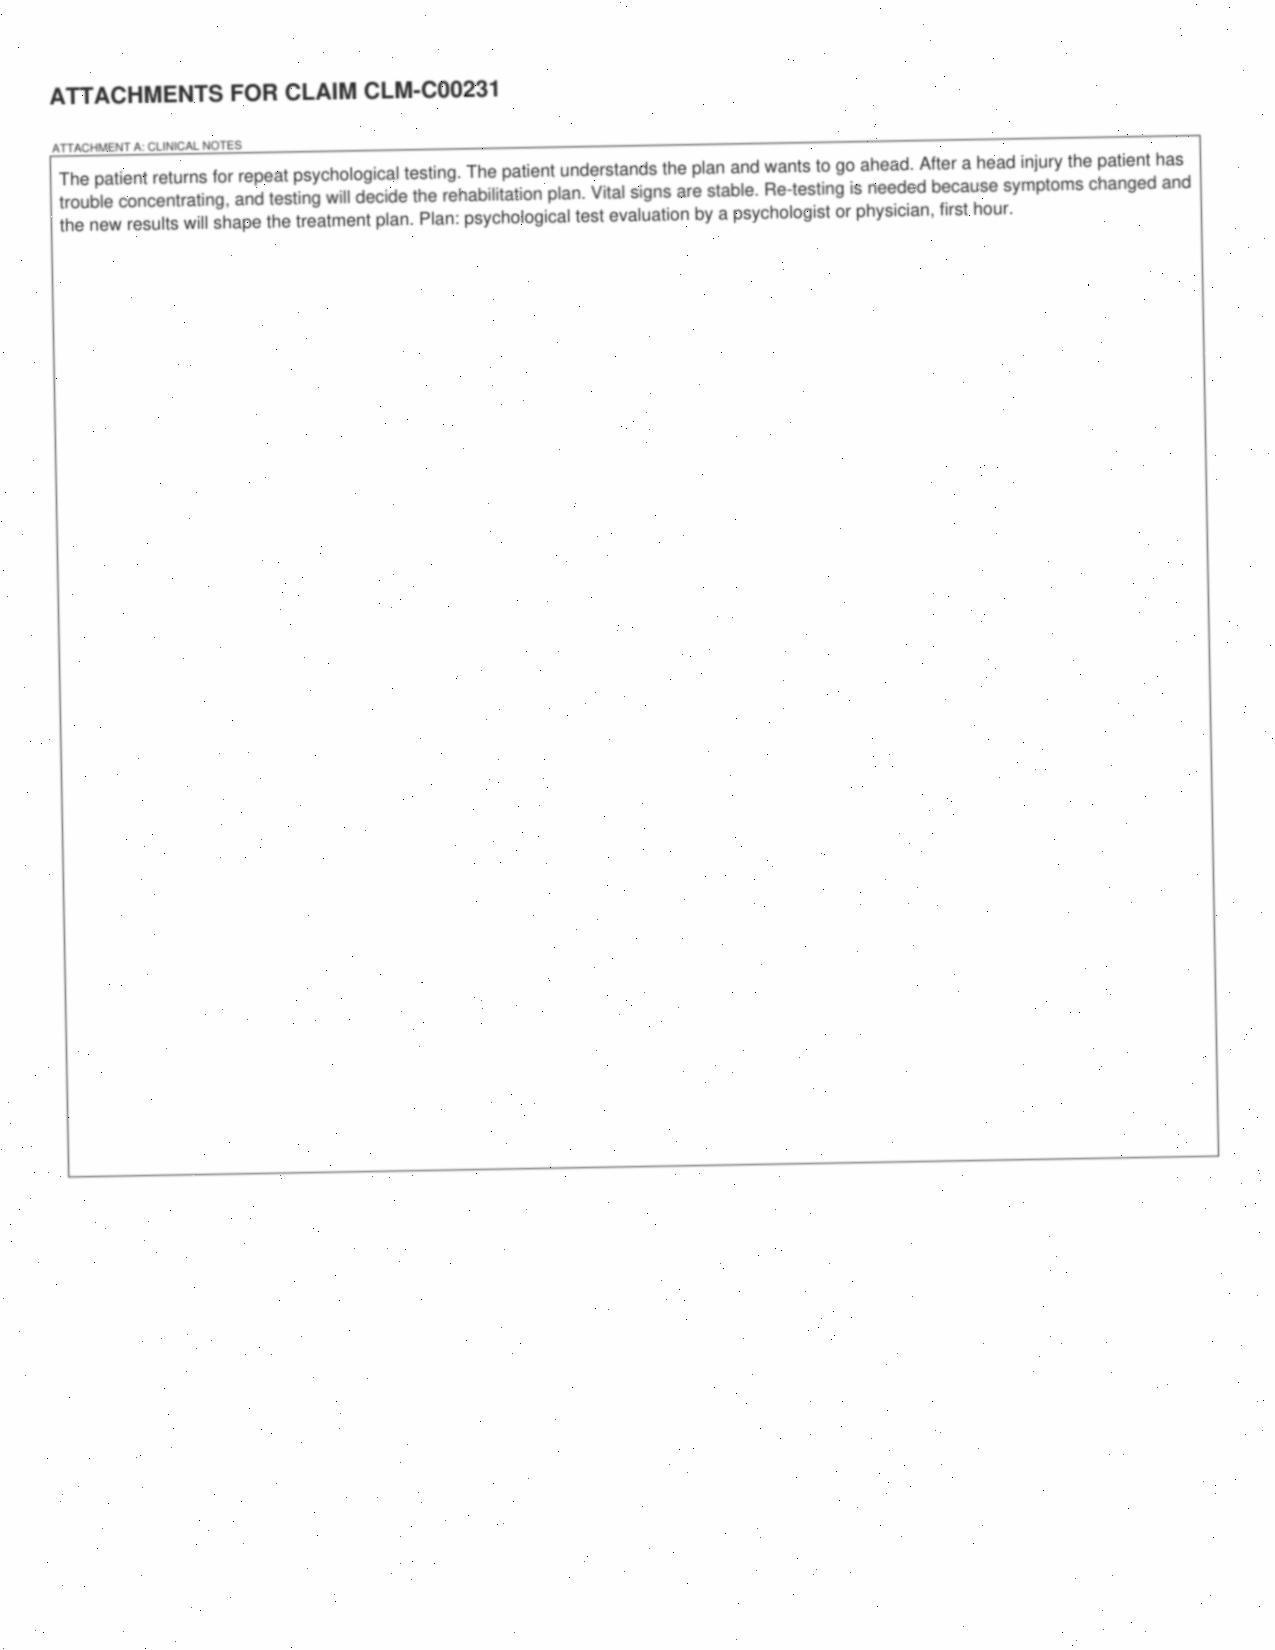 ATTACHMENTS FOR CLAIM CLM-C00231
ATTACHMENT A: CLINICAL NOTES
The patient returns for repeat psychological testing. The patient understands the plan and wants to go ahead. After a head injury the patient has
trouble concentrating, and testing will decide the rehabilitation plan. Vital signs are stable. Re-testing is needed because symptoms changed and
the new results will shape the treatment plan. Plan: psychological test evaluation by a psychologist or physician, first hour.